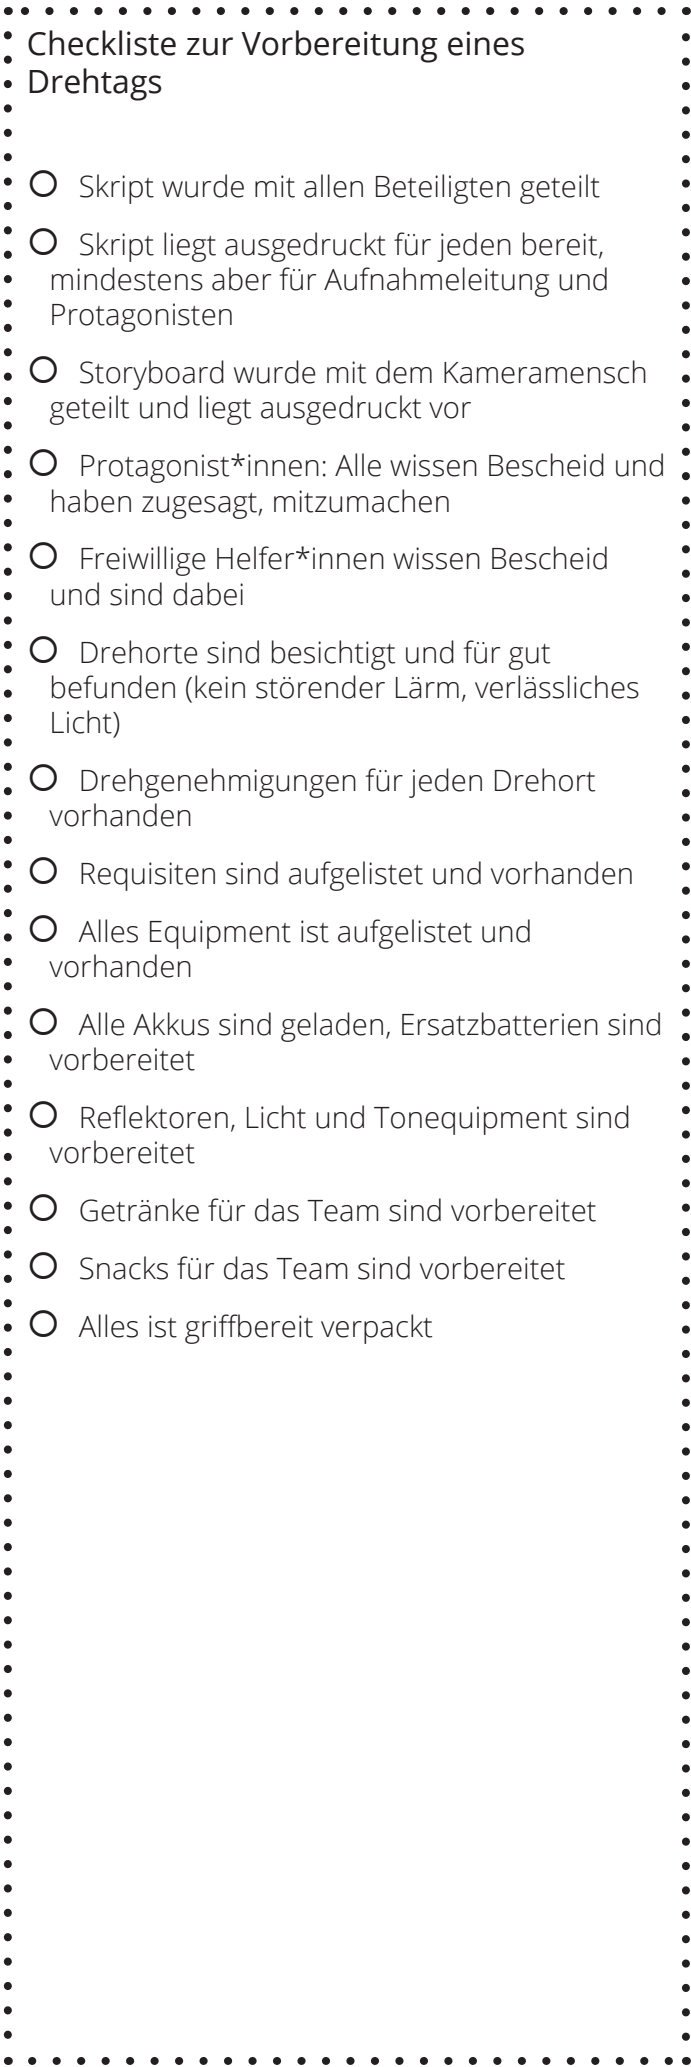 Checkliste zur Vorbereitung eines
Drehtags
Skript wurde mit allen Beteiligten geteilt
Skript liegt ausgedruckt für jeden bereit,
mindestens aber für Aufnahmeleitung und
Protagonisten
Storyboard wurde mit dem Kameramensch
geteilt und liegt ausgedruckt vor
Protagonist*innen: Alle wissen Bescheid und
haben zugesagt, mitzumachen
Freiwillige Helfer*innen wissen Bescheid
und sind dabei
Drehorte sind besichtigt und für gut
befunden (kein störender Lärm, verlässliches
Licht)
Drehgenehmigungen für jeden Drehort
vorhanden
Requisiten sind aufgelistet und vorhanden
Alles Equipment ist aufgelistet und
vorhanden
Alle Akkus sind geladen, Ersatzbatterien sind
vorbereitet
Reflektoren, Licht und Tonequipment sind
vorbereitet
Getränke für das Team sind vorbereitet
Snacks für das Team sind vorbereitet
Alles ist griffbereit verpackt